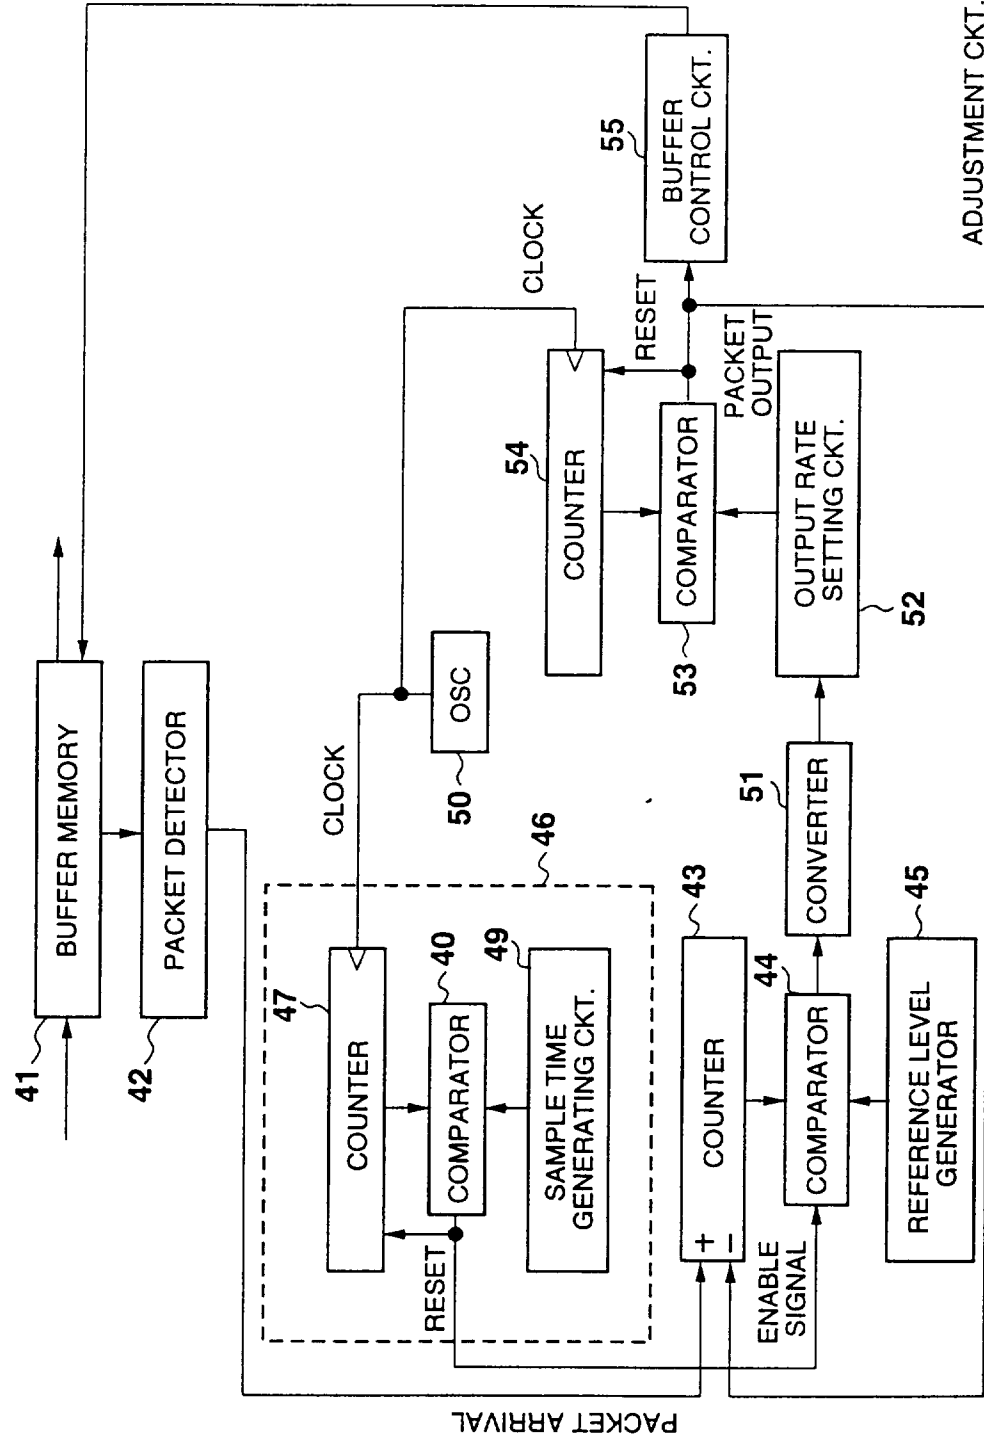 41
BUFFER MEMORY
42
PACKET DETECTOR
CLOCK
OSC
50
CLOCK
46
47
COUNTER
40
COMPARATOR
49
SAMPLE TIME
GENERATING CKT.
RESET
54
COUNTER
RESET
COMPARATOR
53
PACKET
OUTPUT
55
BUFFER
CONTROL CKT.
OUTPUT RATE
SETTING CKT.
52
PACKET ARRIVAL
43
COUNTER
+
−
44
COMPARATOR
ENABLE
SIGNAL
51
CONVERTER
45
REFERENCE LEVEL
GENERATOR
ADJUSTMENT CKT.